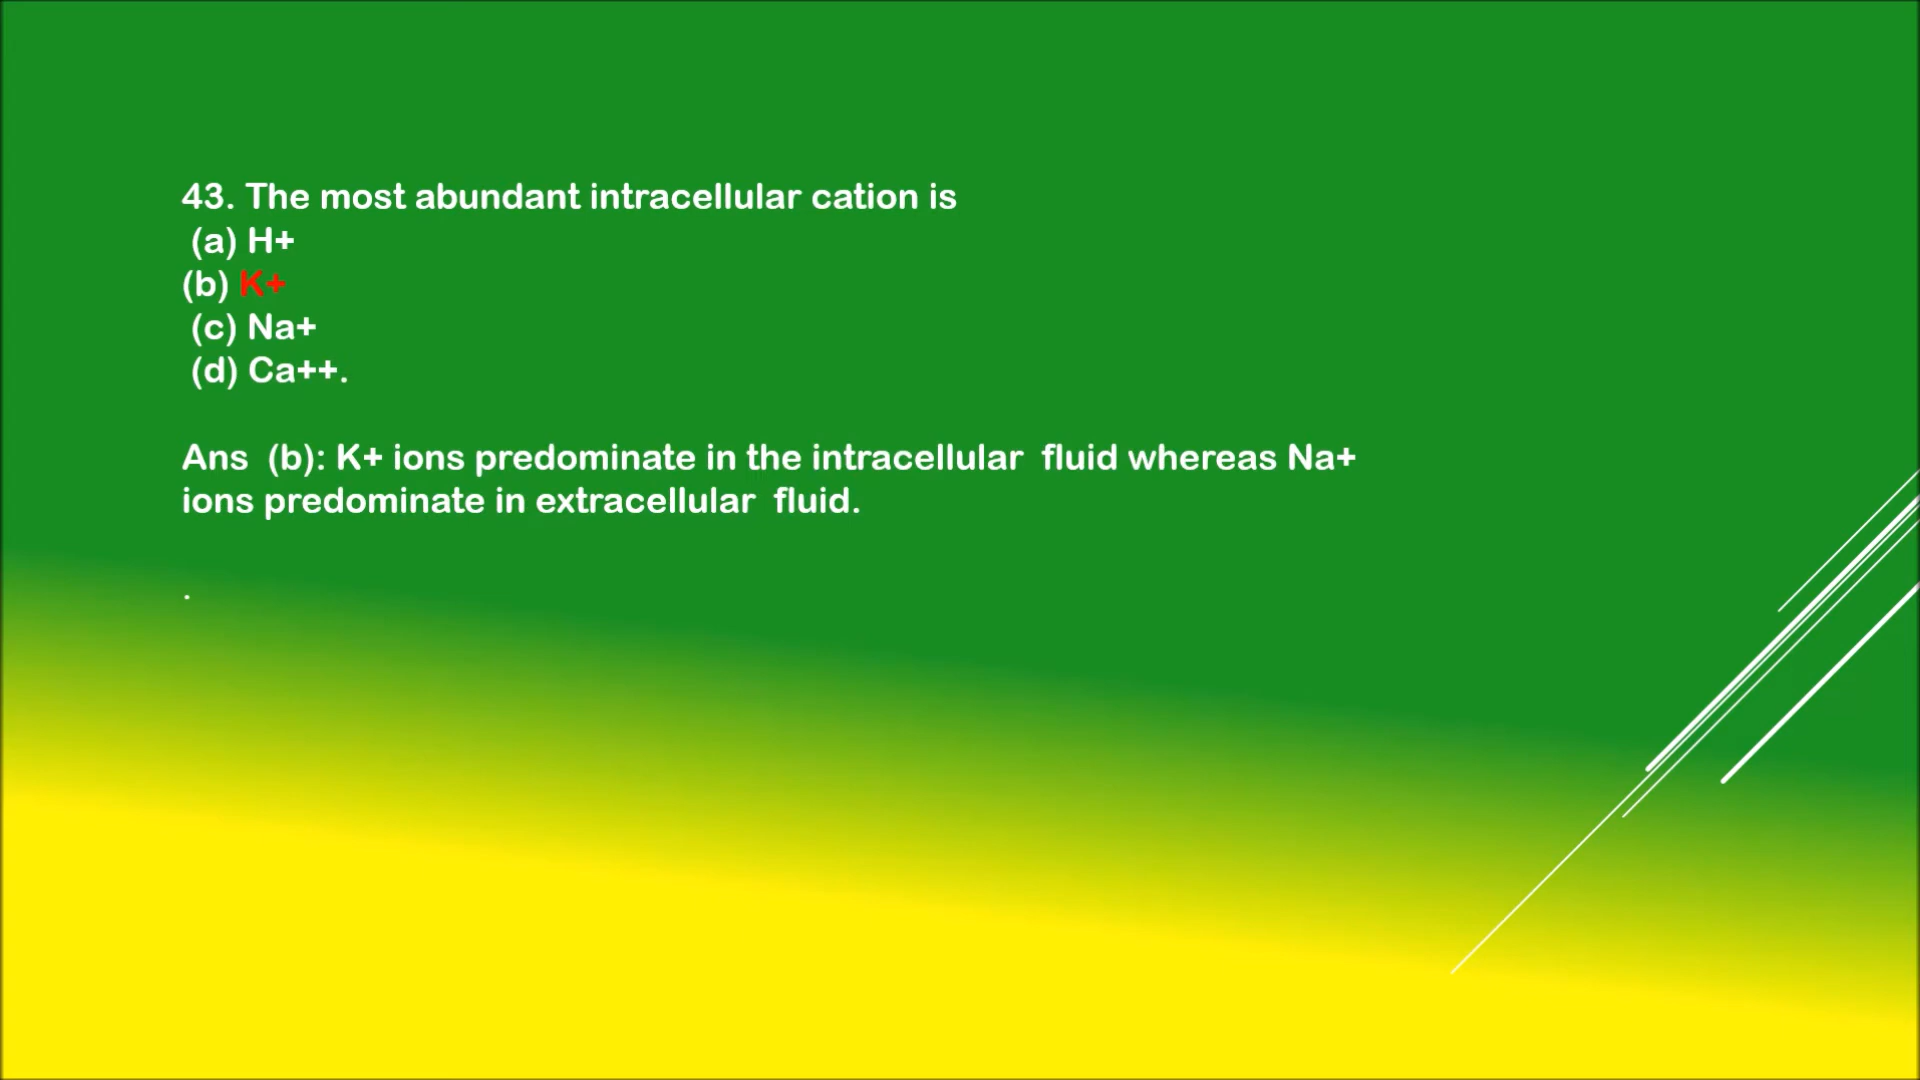 43. The most abundant intracellular cation is
(a) H+
(b) K+
(c) Na+
(d) Ca++.
Ans (b): K+ ions predominate in the intracellular fluid whereas Na+
ions predominate in extracellular fluid.
.